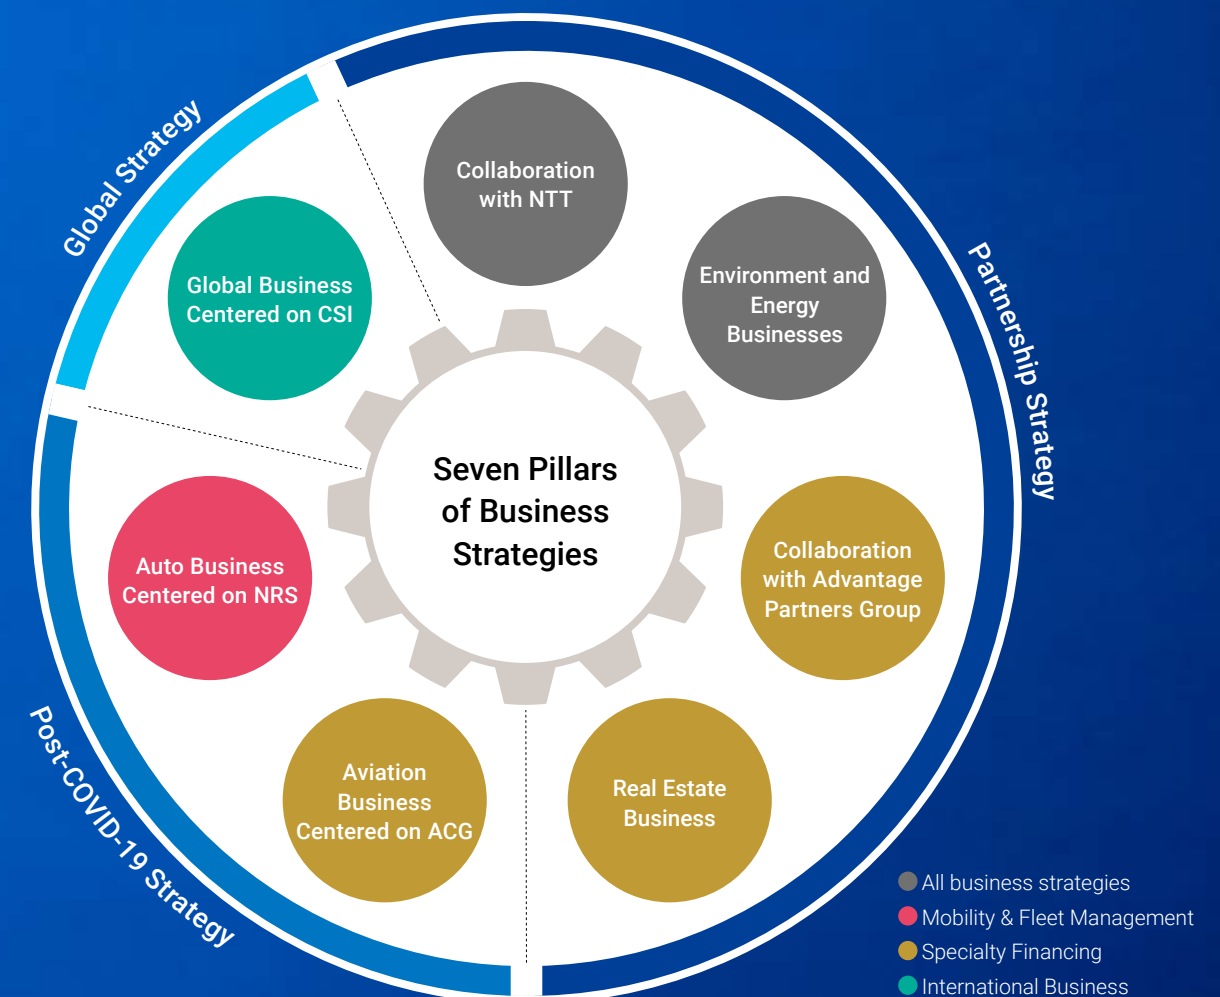 Global Strategy
Partnership Strategy
Post-COVID-19 Strategy
Collaboration
with NTT
Environment and
Energy
Businesses
Collaboration
with Advantage
Partners Group
Real Estate
Business
Aviation
Business
Centered on ACG
Auto Business
Centered on NRS
Global Business
Centered on CSI
Seven Pillars
of Business
Strategies
All business strategies
Mobility & Fleet Management
Specialty Financing
International Business